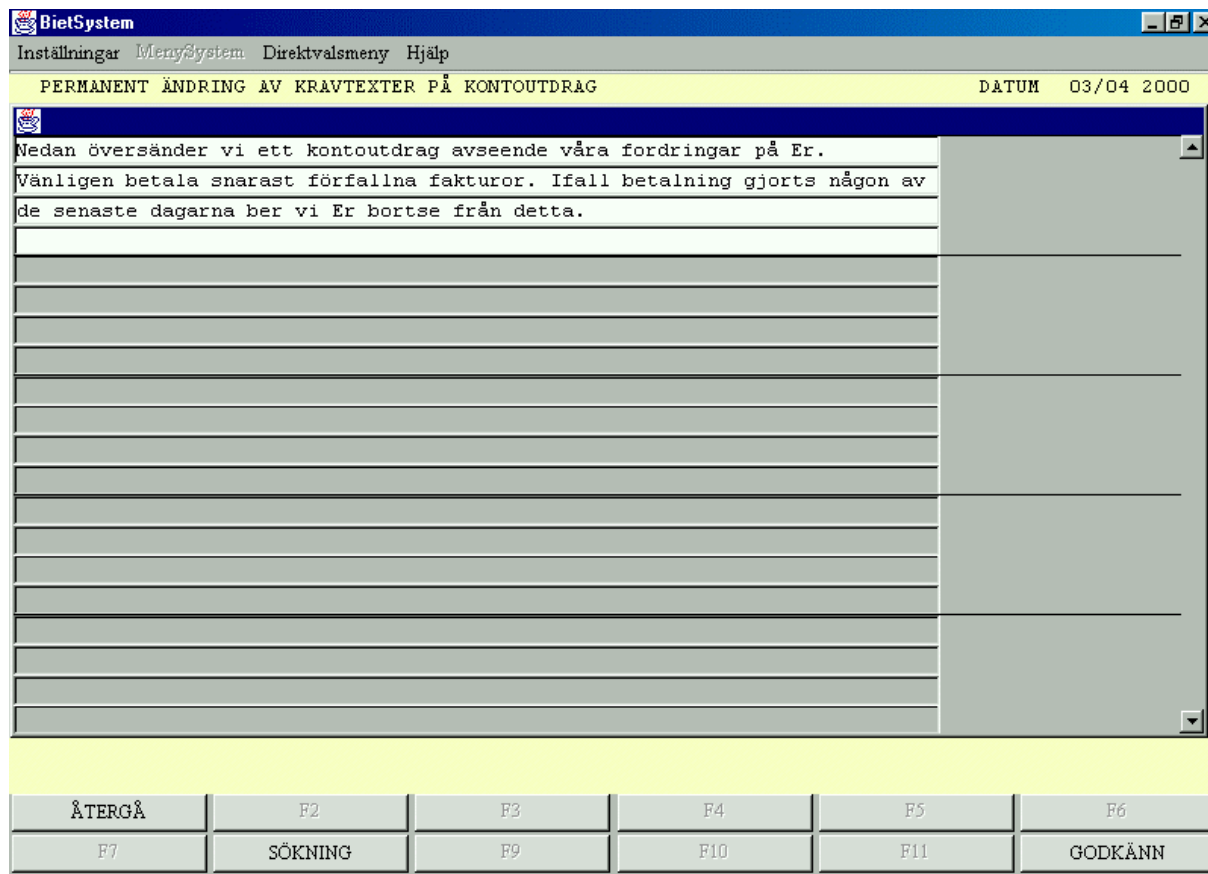 BietSystem
Inställningar MenySystem Direktvalsmeny Hjälp
PERMANENT ÄNDRING AV KRAVTEXTER PÅ KONTOUTDRAG DATUM 03/04 2000
Nedan översänder vi ett kontoutdrag avseende våra fordringar på Er.
Vänligen betala snarast förfallna fakturor. Ifall betalning gjorts någon av
de senaste dagarna ber vi Er bortse från detta.
ÅTERGÅ F2 F3 F4 F5 F6
F7 SÖKNING F9 F10 F11 GODKÄNN